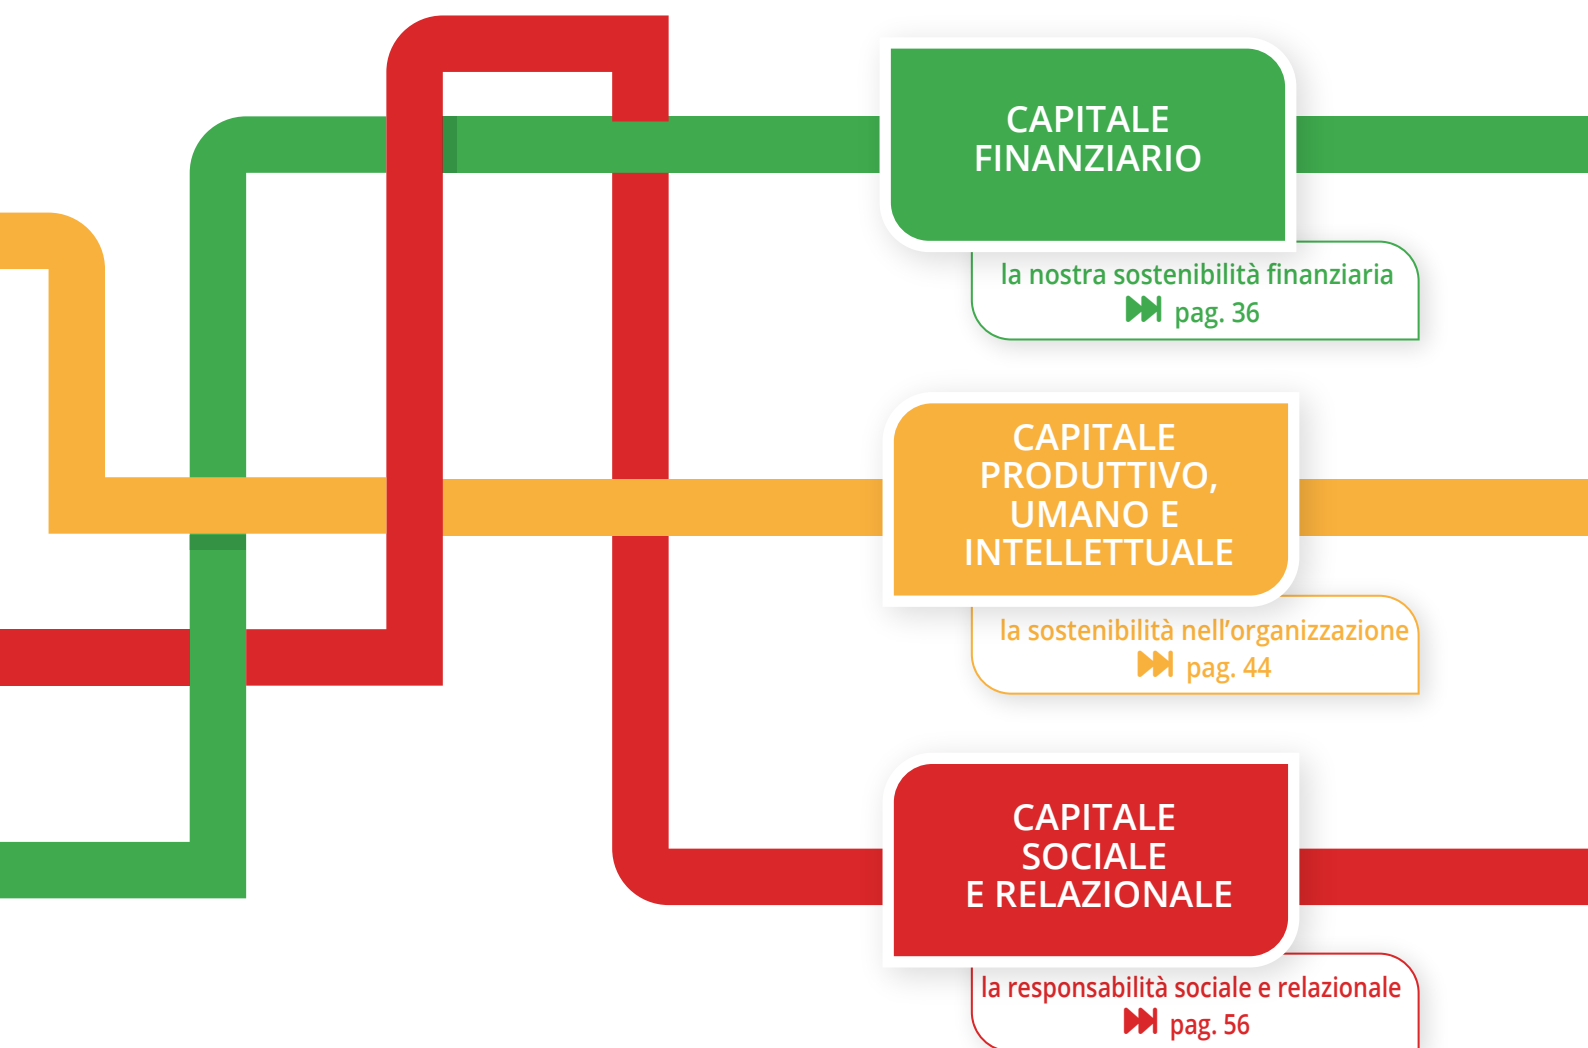 CAPITALE
FINANZIARIO
la nostra sostenibilità finanziaria
pag. 36
CAPITALE
PRODUTTIVO,
UMANO E
INTELLETTUALE
la sostenibilità nell’organizzazione
pag. 44
CAPITALE
SOCIALE
E RELAZIONALE
la responsabilità sociale e relazionale
pag. 56